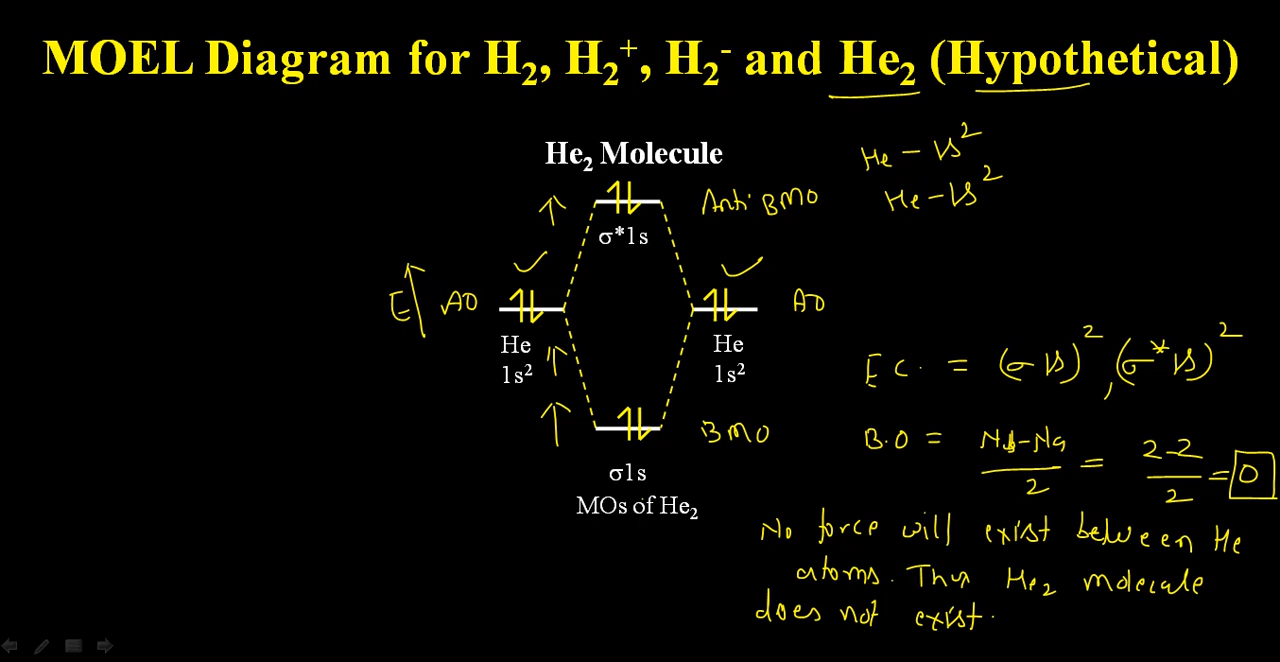 MOEL Diagram for H₂, H₂⁺, H₂⁻ and He₂ (Hypothetical)
He₂ Molecule
He – 1s²
He – 1s²
Anti BMO
σ*1s
E AO
AO
He
1s²
He
1s²
E C. = (σ 1s)², (σ* 1s)²
BMO
B.O = Nb-Na/2 = 2-2/2 = 0
σ1s
MOs of He₂
No force will exist between He
atoms. Thus He₂ molecule
does not exist.